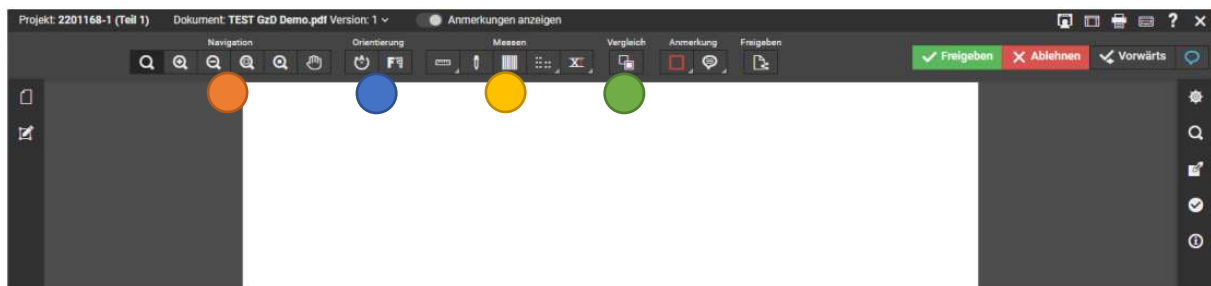 Projekt: 2201168-1 (Teil 1) Dokument: TEST GzD Demo.pdf Version: 1 Anmerkungen anzeigen ?
Navigation Orientierung Messen Vergleich Anmerkung Freigeben
Freigeben Ablehnen Vorwärts